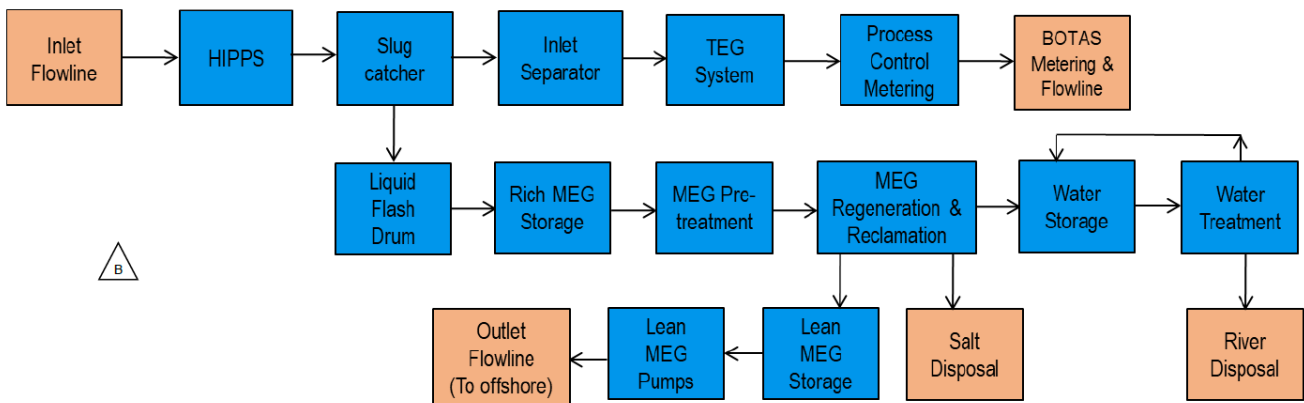 Inlet
Flowline
HIPPS
Slug
catcher
Inlet
Separator
TEG
System
Process
Control
Metering
BOTAS
Metering &
Flowline
Liquid
Flash
Drum
Rich MEG
Storage
MEG Pre-
treatment
MEG
Regeneration &
Reclamation
Water
Storage
Water
Treatment
B
Outlet
Flowline
(To offshore)
Lean
MEG
Pumps
Lean
MEG
Storage
Salt
Disposal
River
Disposal